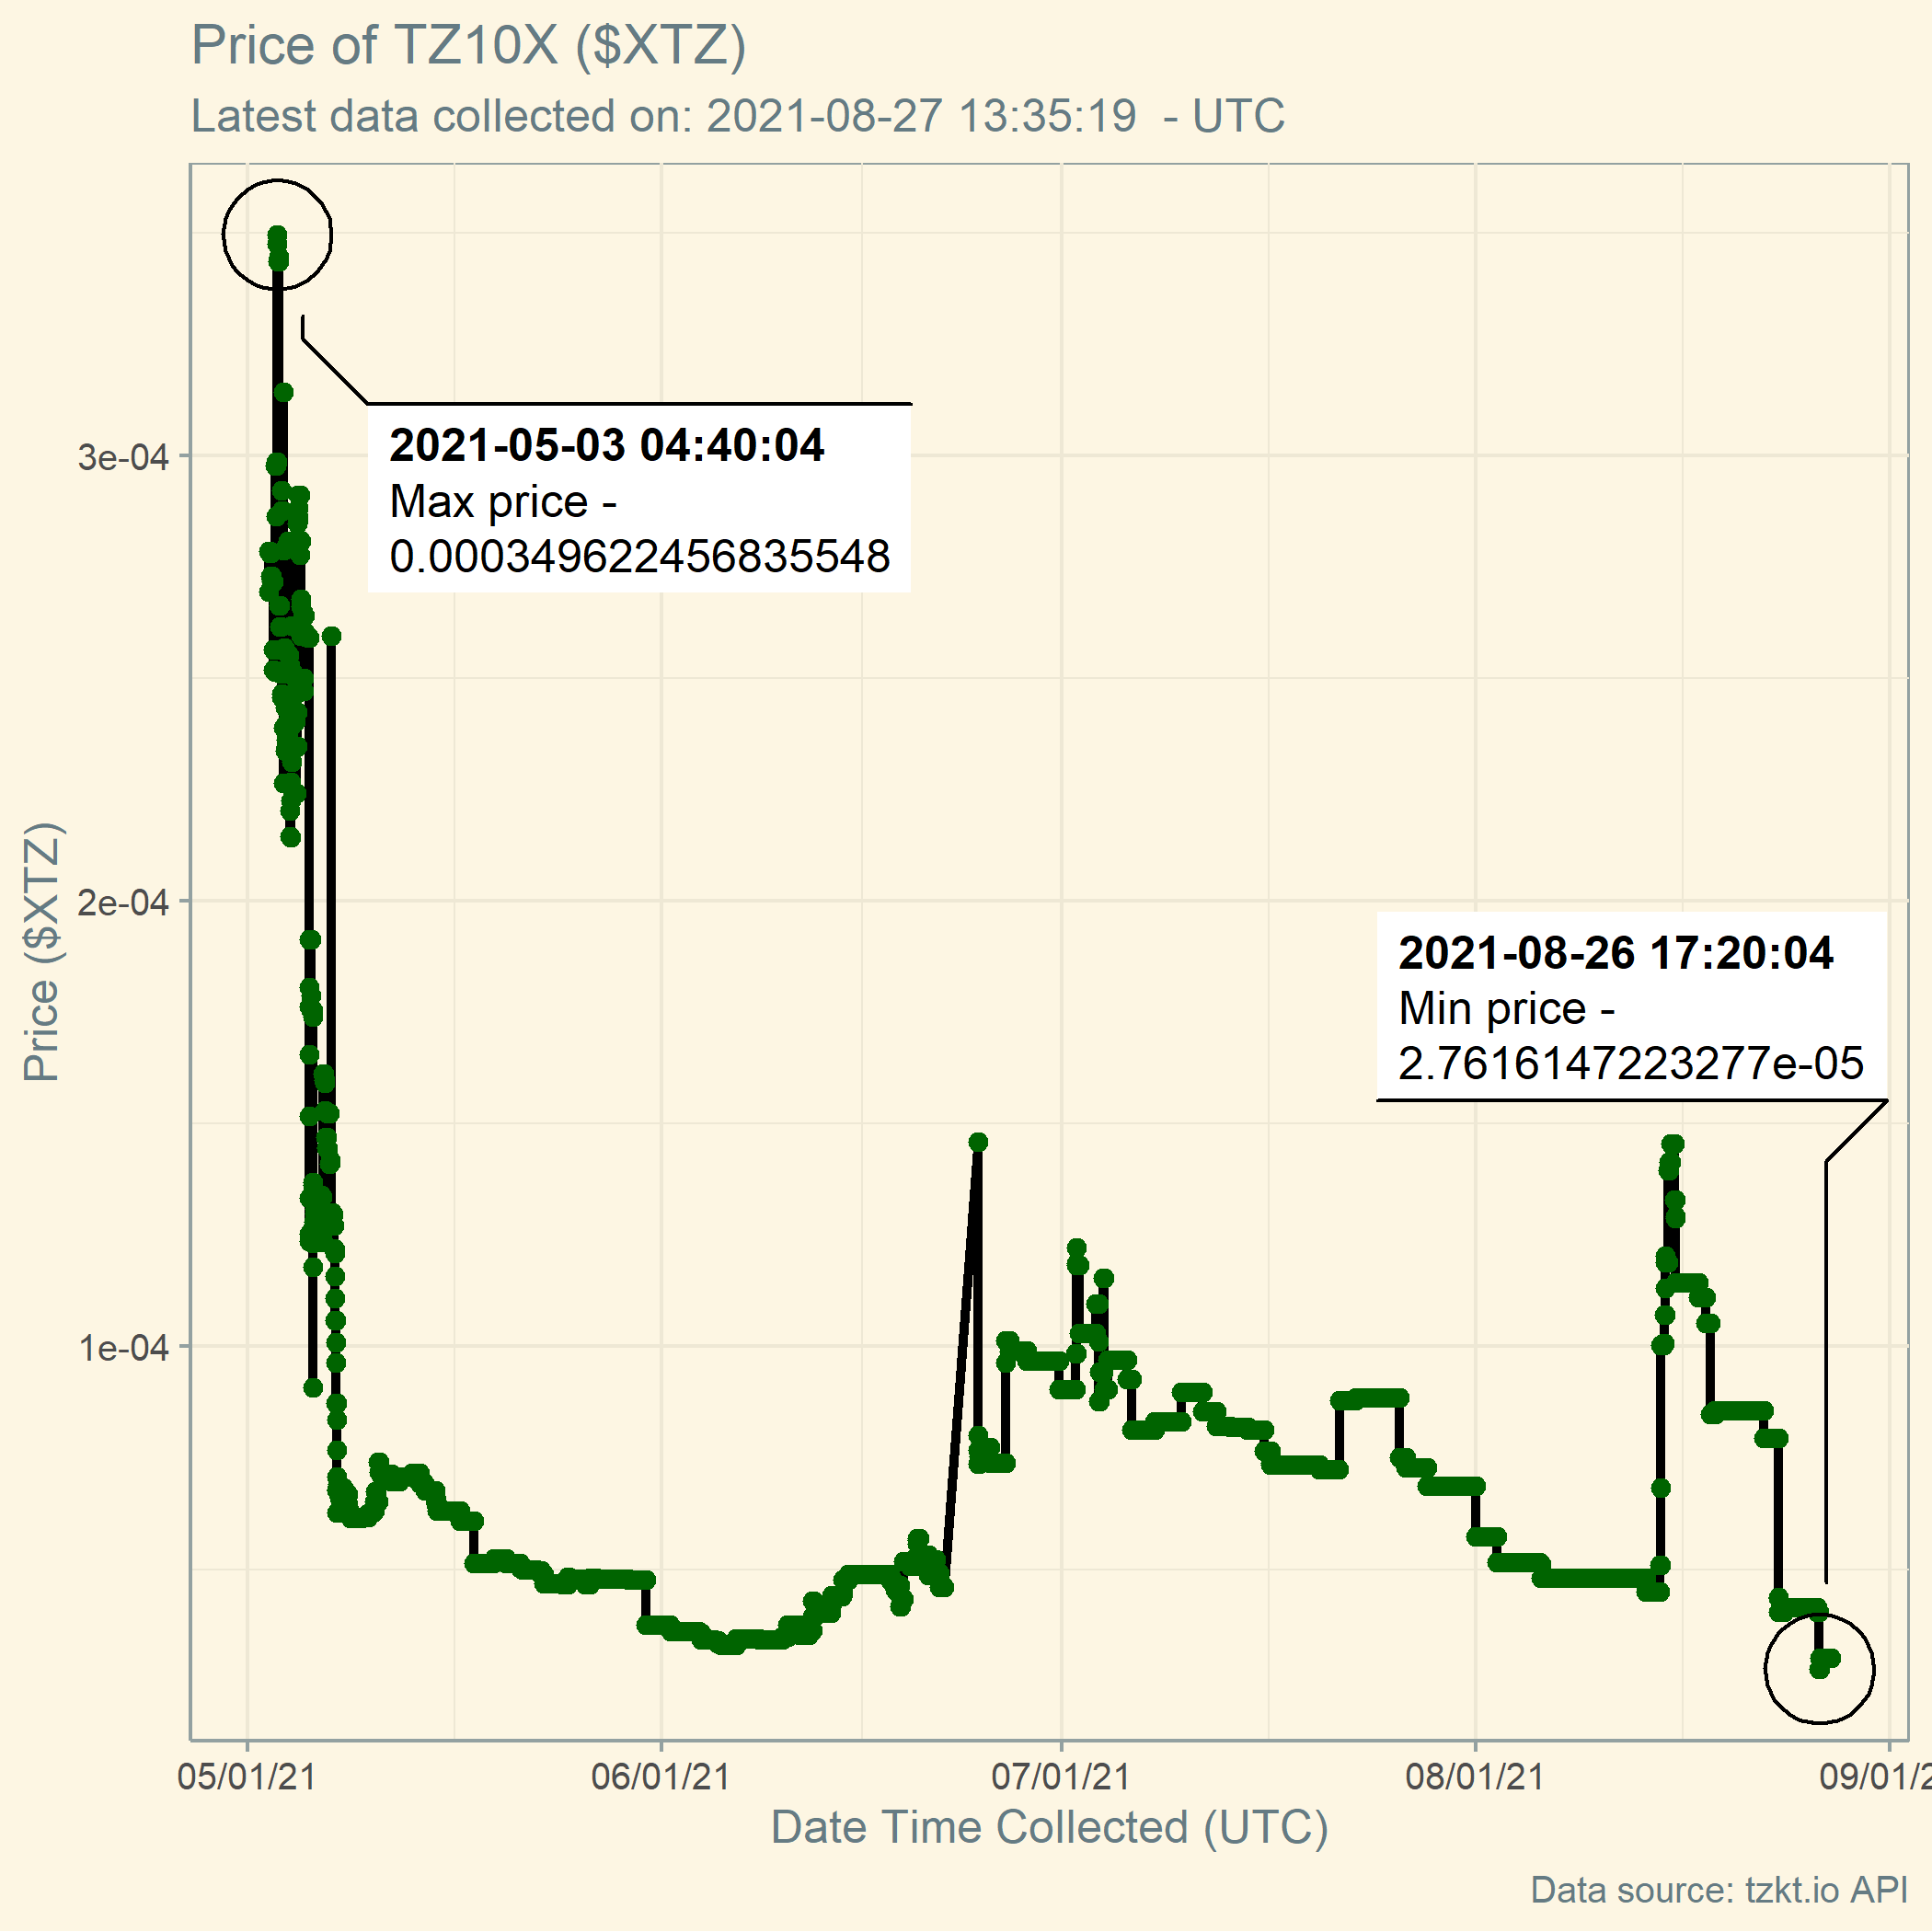 Price of TZ10X ($XTZ)
Latest data collected on: 2021-08-27 13:35:19  - UTC
2021-05-03 04:40:04
Max price -
0.000349622456835548
2021-08-26 17:20:04
Min price -
2.7616147223277e-05
Price ($XTZ)
3e-04
2e-04
1e-04
05/01/21
06/01/21
07/01/21
08/01/21
09/01/2
Date Time Collected (UTC)
Data source: tzkt.io API